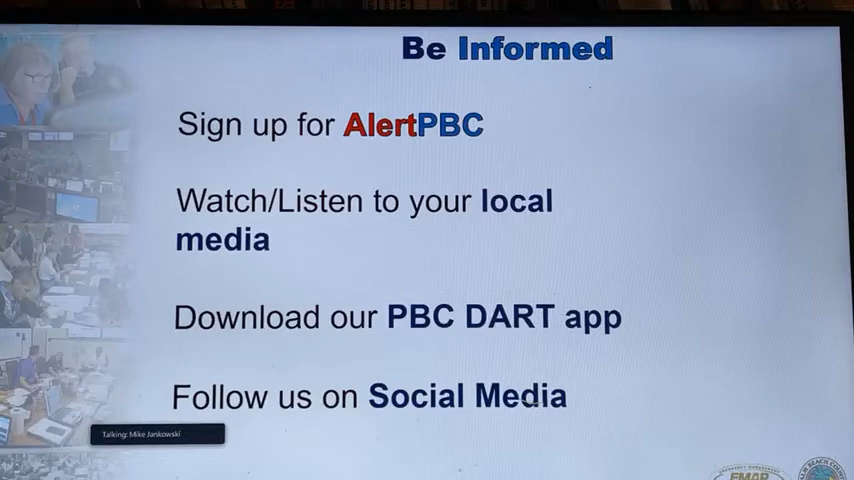 Be Informed
Sign up for AlertPBC
Watch/Listen to your local
media
Download our PBC DART app
Follow us on Social Media
Talking: Mike Jankowski
EMAP